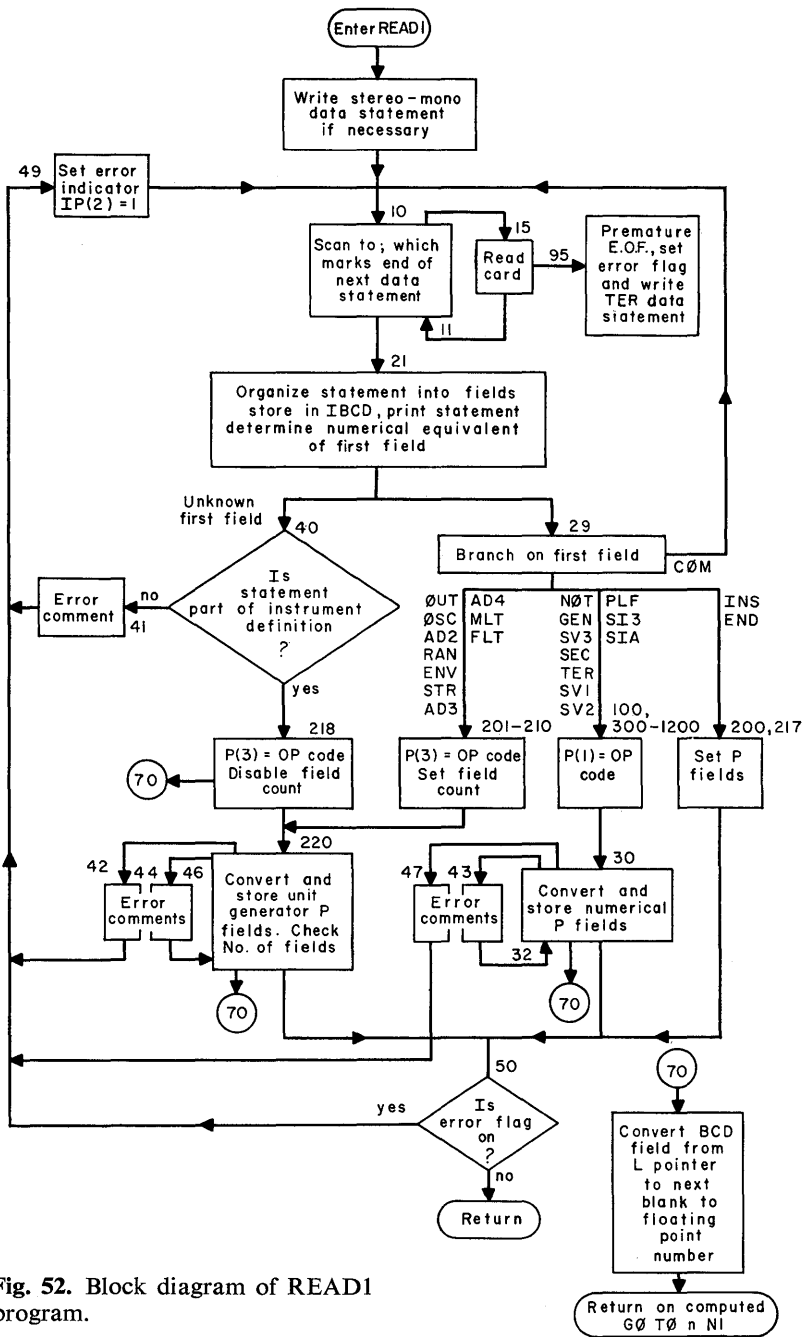 Enter READ1
Write stereo-mono
data statement
if necessary
49
Set error
indicator
IP(2)=1
10
Scan to; which
marks end of
next data
statement
15
Read
card
11
95
Premature
E.O.F., set
error flag
and write
TER data
statement
21
Organize statement into fields
store in IBCD, print statement
determine numerical equivalent
of first field
Unknown
first field
40
Is
statement
part of instrument
definition
?
no
Error
comment
41
yes
29
Branch on first field
CØM
ØUT AD4
ØSC MLT
AD2 FLT
RAN
ENV
STR
AD3
NØT PLF
GEN SI3
SV3 SIA
SEC
TER
SV1
SV2
INS
END
218
P(3)=OP code
Disable field
count
70
201-210
P(3)=OP code
Set field
count
100,
300-1200
P(1)=OP
code
200,217
Set P
fields
42
44
46
Error
comments
220
Convert and
store unit
generator P
fields. Check
No. of fields
70
47
43
Error
comments
32
30
Convert and
store numerical
P fields
70
50
yes
Is
error flag
on
?
no
Return
70
Convert BCD
field from
L pointer
to next
blank to
floating
point
number
Return on computed
GØ TØ n NI
Fig. 52. Block diagram of READ1
program.